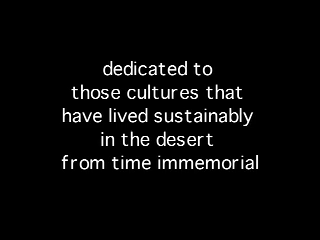 dedicated to
those cultures that
have lived sustainably
in the desert
from time immemorial